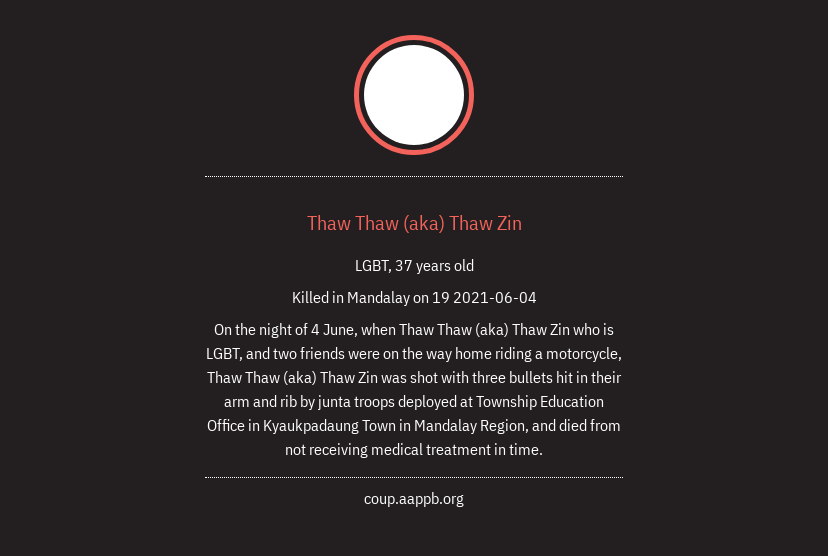 Thaw Thaw (aka) Thaw Zin
LGBT, 37 years old
Killed in Mandalay on 19 2021-06-04
On the night of 4 June, when Thaw Thaw (aka) Thaw Zin who is
LGBT, and two friends were on the way home riding a motorcycle,
Thaw Thaw (aka) Thaw Zin was shot with three bullets hit in their
arm and rib by junta troops deployed at Township Education
Office in Kyaukpadaung Town in Mandalay Region, and died from
not receiving medical treatment in time.
coup.aappb.org